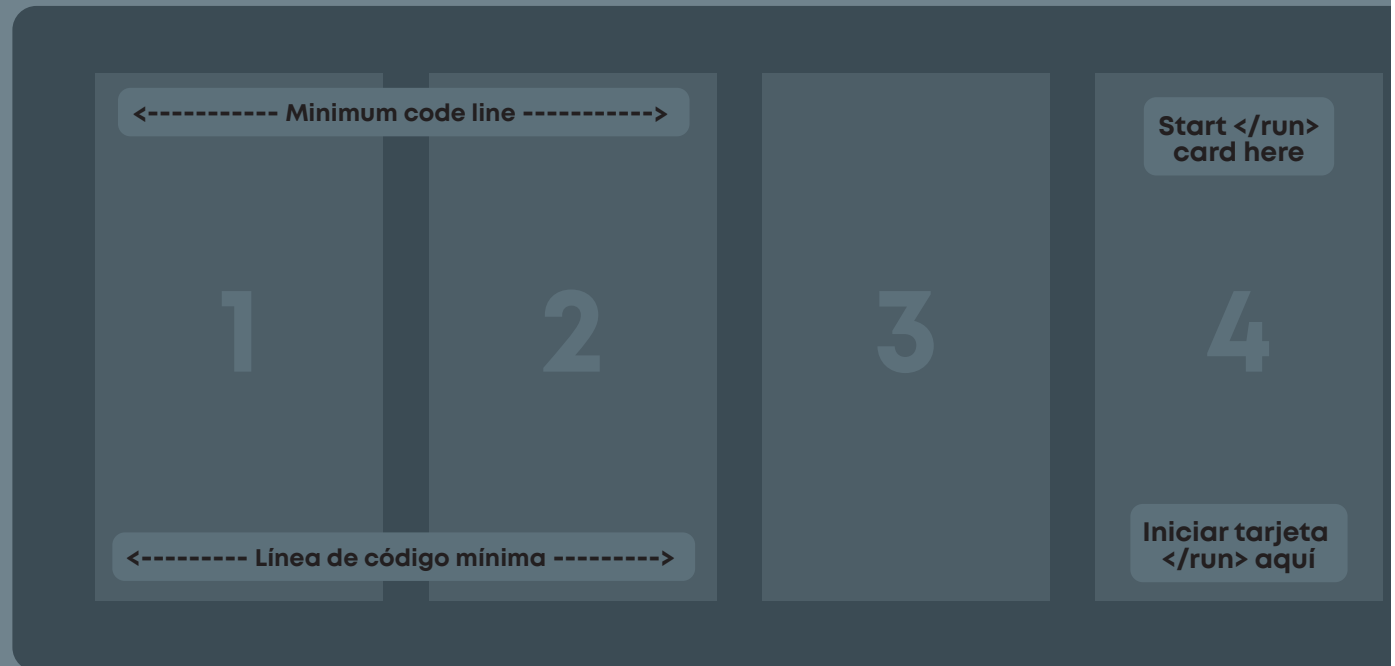 <----------- Minimum code line ----------->
Start </run>
card here
1
2
3
4
<--------- Línea de código mínima --------->
Iniciar tarjeta
</run> aquí